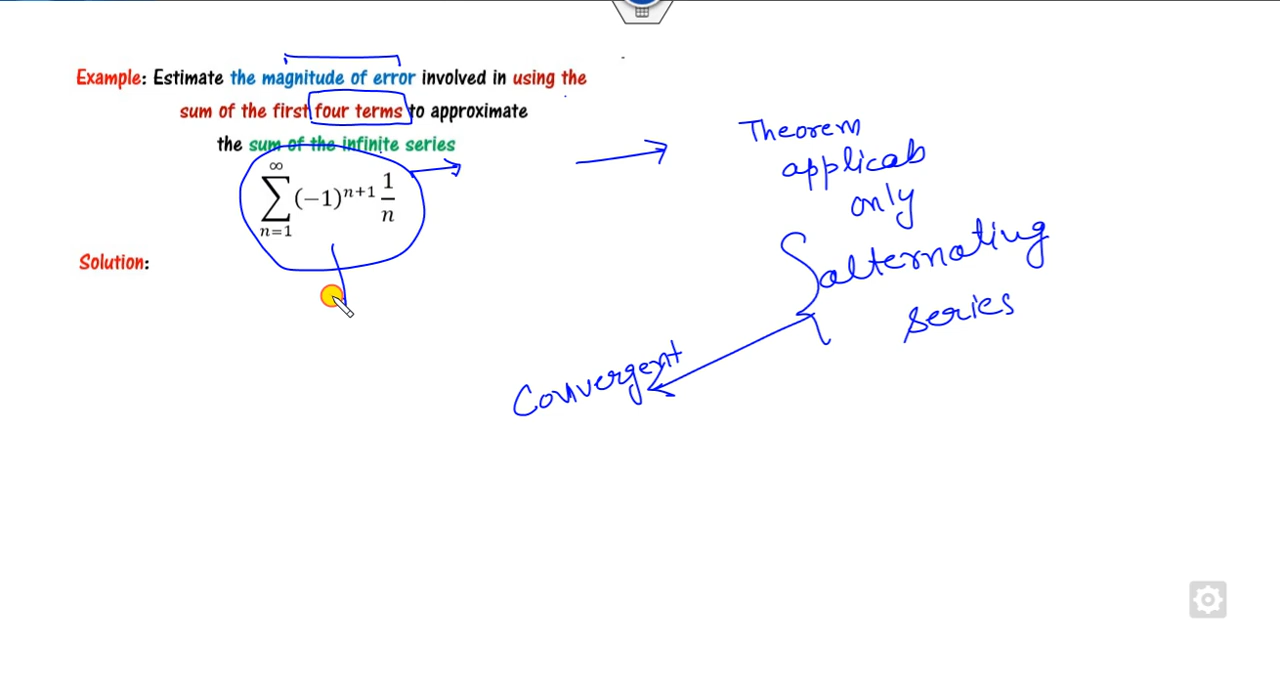 Example: Estimate the magnitude of error involved in using the
sum of the first four terms to approximate
the sum of the infinite series
∞
∑ (−1)ⁿ⁺¹ 1/n
n=1
Solution:
Theorem
applicab
only
alternating
series
Convergent